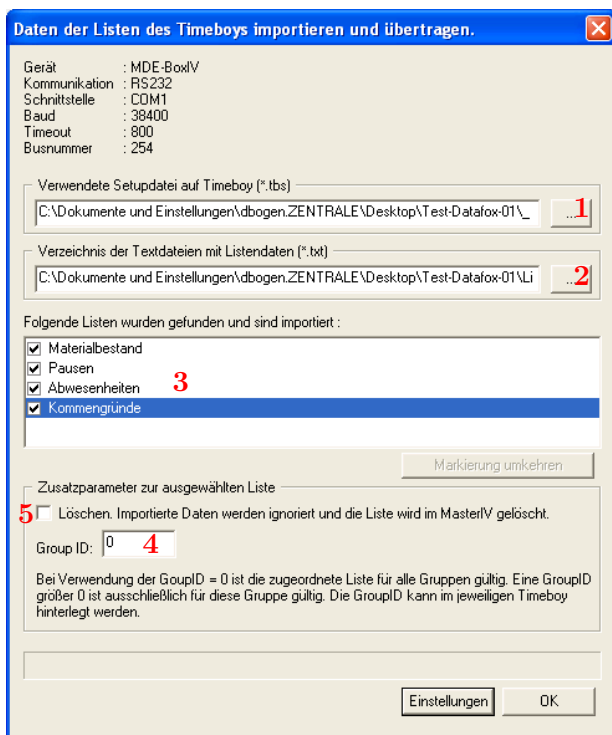 Daten der Listen des Timeboys importieren und übertragen.
Gerät : MDE-BoxIV
Kommunikation : RS232
Schnittstelle : COM1
Baud : 38400
Timeout : 800
Busnummer : 254
Verwendete Setupdatei auf Timeboy (*.tbs)
C:\Dokumente und Einstellungen\dbogen.ZENTRALE\Desktop\Test-Datafox-01\_ ... 1
Verzeichnis der Textdateien mit Listendaten (*.txt)
C:\Dokumente und Einstellungen\dbogen.ZENTRALE\Desktop\Test-Datafox-01\Li ... 2
Folgende Listen wurden gefunden und sind importiert :
Materialbestand
Pausen
Abwesenheiten 3
Kommengründe
Markierung umkehren
Zusatzparameter zur ausgewählten Liste
5 Löschen. Importierte Daten werden ignoriert und die Liste wird im MasterIV gelöscht.
Group ID: 0 4
Bei Verwendung der GoupID = 0 ist die zugeordnete Liste für alle Gruppen gültig. Eine GroupID
größer 0 ist ausschließlich für diese Gruppe gültig. Die GroupID kann im jeweiligen Timeboy
hinterlegt werden.
Einstellungen OK